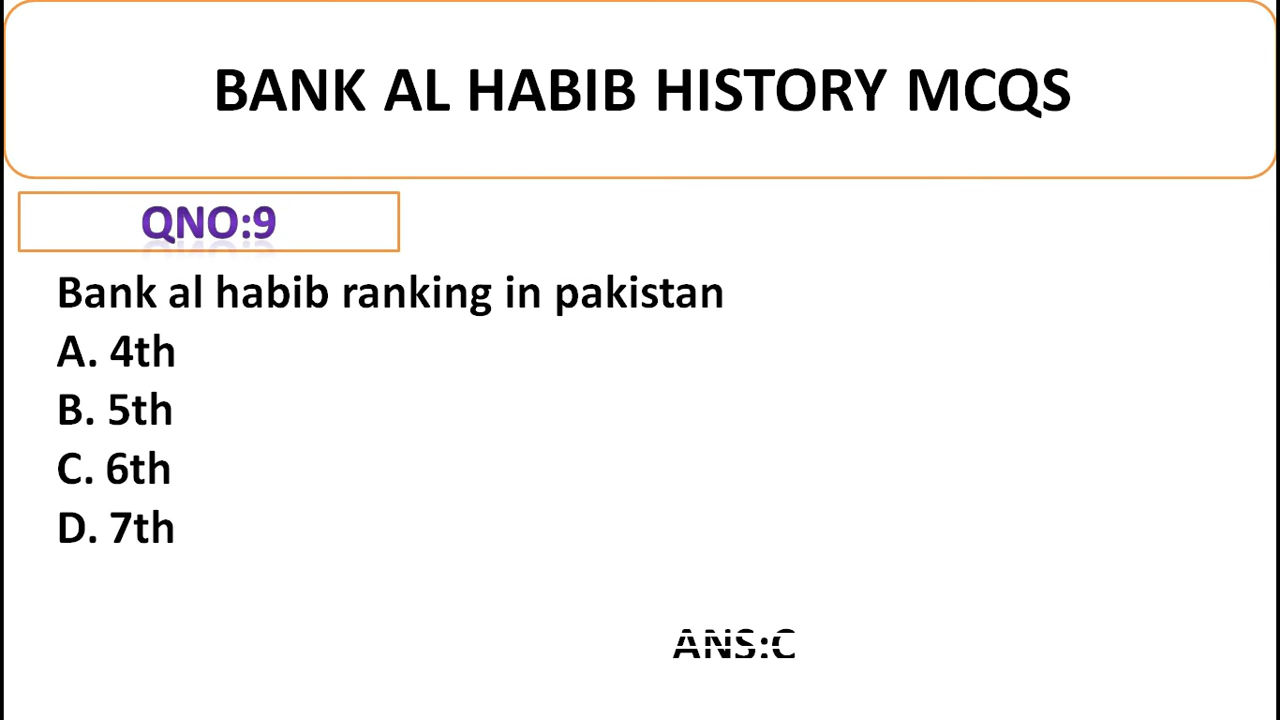 BANK AL HABIB HISTORY MCQS
QNO:9
Bank al habib ranking in pakistan
A. 4th
B. 5th
C. 6th
D. 7th
ANS:C